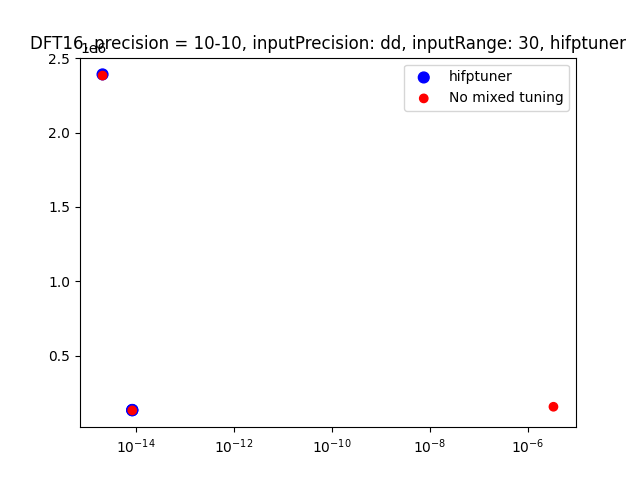 DFT16, precision = 10-10, inputPrecision: dd, inputRange: 30, hifptuner
1e6
hifptuner
No mixed tuning
2.5
2.0
1.5
1.0
0.5
10⁻¹⁴ 10⁻¹² 10⁻¹⁰ 10⁻⁸ 10⁻⁶